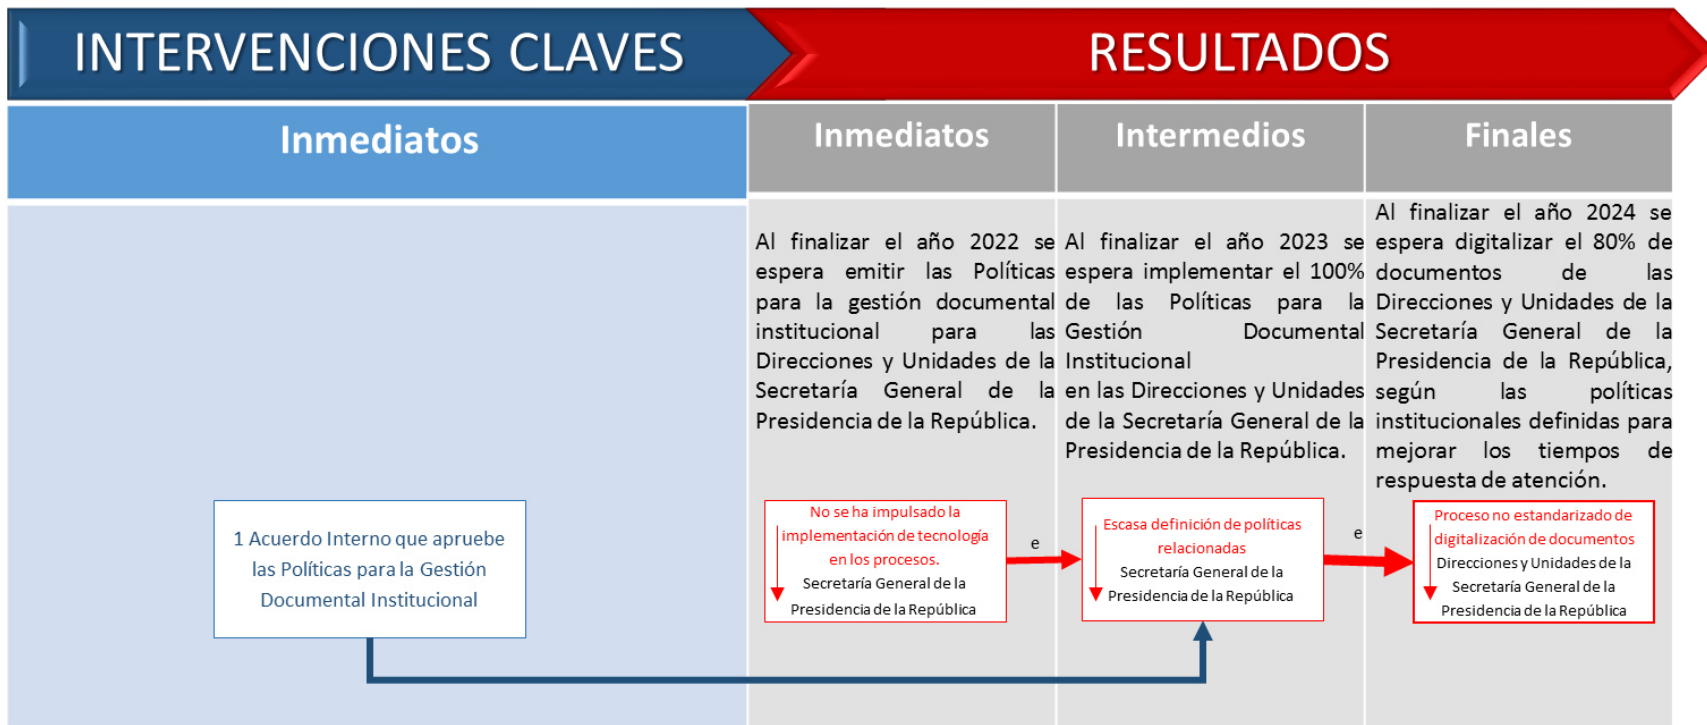 INTERVENCIONES CLAVES
RESULTADOS
Inmediatos
Inmediatos
Intermedios
Finales
Al finalizar el año 2022 se
espera emitir las Políticas
para la gestión documental
institucional para las
Direcciones y Unidades de la
Secretaría General de la
Presidencia de la República.
Al finalizar el año 2023 se
espera implementar el 100%
de las Políticas para la
Gestión Documental
Institucional
en las Direcciones y Unidades
de la Secretaría General de la
Presidencia de la República.
Al finalizar el año 2024 se
espera digitalizar el 80% de
documentos de las
Direcciones y Unidades de la
Secretaría General de la
Presidencia de la República,
según las políticas
institucionales definidas para
mejorar los tiempos de
respuesta de atención.
1 Acuerdo Interno que apruebe
las Políticas para la Gestión
Documental Institucional
No se ha impulsado la
implementación de tecnología
en los procesos.
Secretaría General de la
Presidencia de la República
e
Escasa definición de políticas
relacionadas
Secretaría General de la
Presidencia de la República
e
Proceso no estandarizado de
digitalización de documentos
Direcciones y Unidades de la
Secretaría General de la
Presidencia de la República